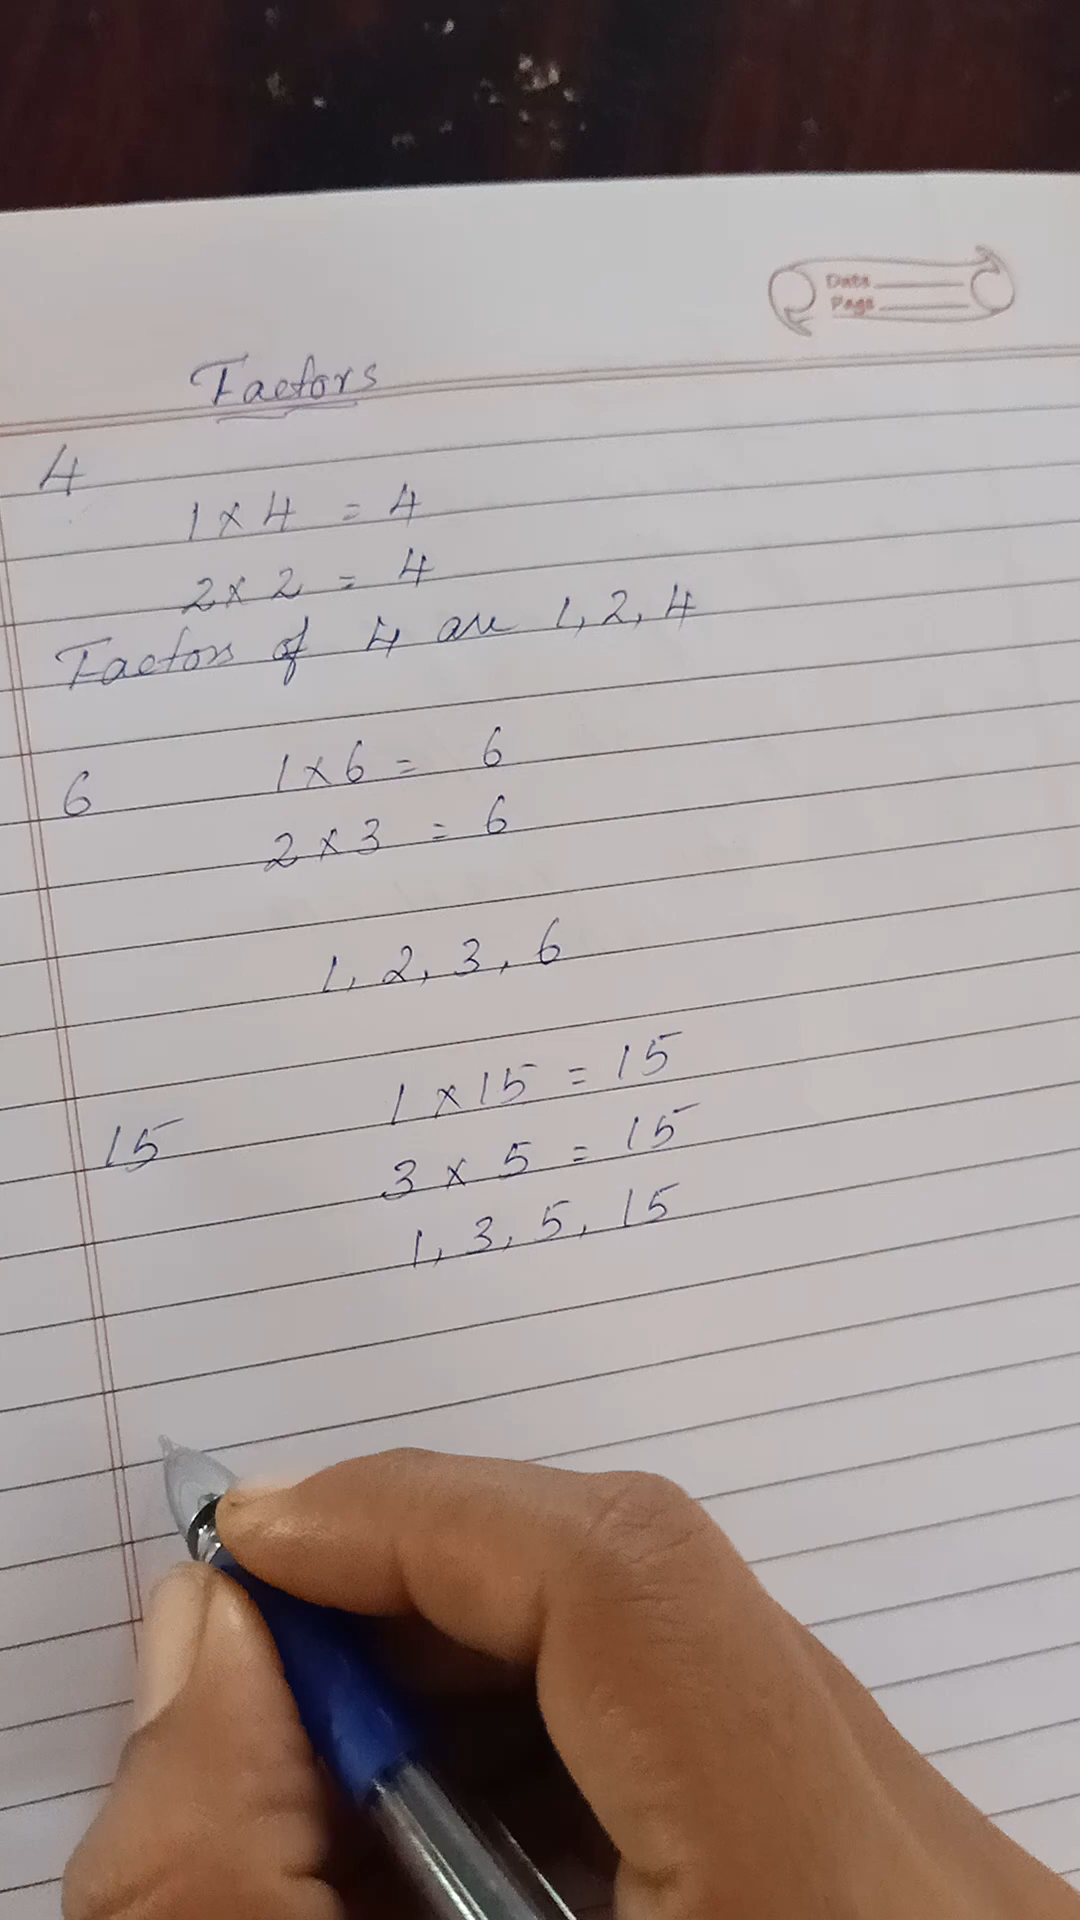 Date
Page
Factors
4
1 × 4 = 4
2 × 2 = 4
Factors of 4 are 1, 2, 4
6 1 × 6 = 6
2 × 3 = 6
1, 2, 3, 6
1 × 15 = 15
15 3 × 5 = 15
1, 3, 5, 15